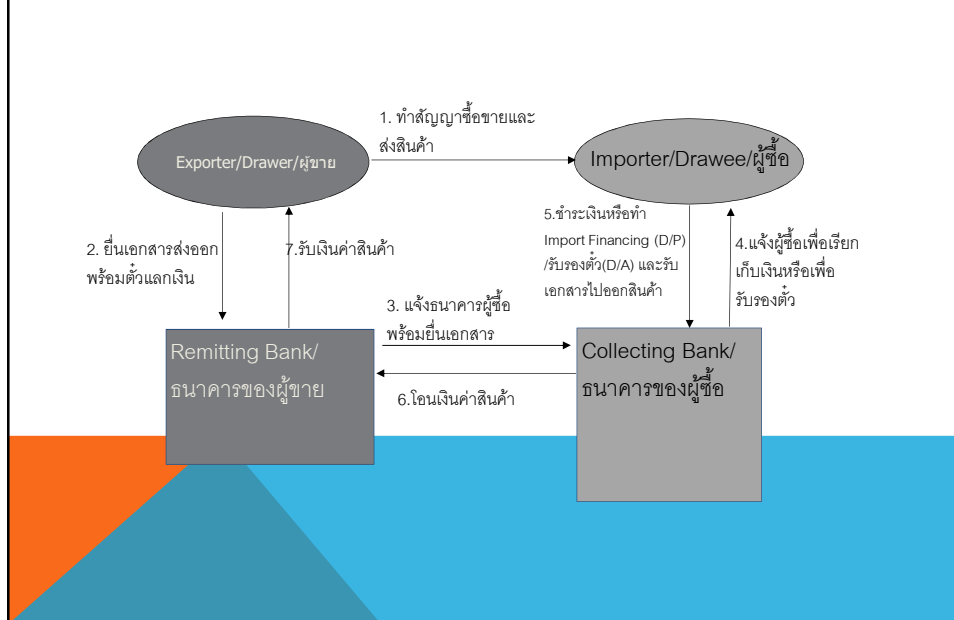 1. ทำสัญญาซื้อขายและ
ส่งสินค้า
Exporter/Drawer/ผู้ขาย
Importer/Drawee/ผู้ซื้อ
2. ยื่นเอกสารส่งออก
พร้อมตั๋วแลกเงิน
7.รับเงินค่าสินค้า
5.ชำระเงินหรือทำ
Import Financing (D/P)
/รับรองตั๋ว(D/A) และรับ
เอกสารไปออกสินค้า
4.แจ้งผู้ซื้อเพื่อเรียก
เก็บเงินหรือเพื่อ
รับรองตั๋ว
3. แจ้งธนาคารผู้ซื้อ
พร้อมยื่นเอกสาร
Remitting Bank/
ธนาคารของผู้ขาย
Collecting Bank/
ธนาคารของผู้ซื้อ
6.โอนเงินค่าสินค้า